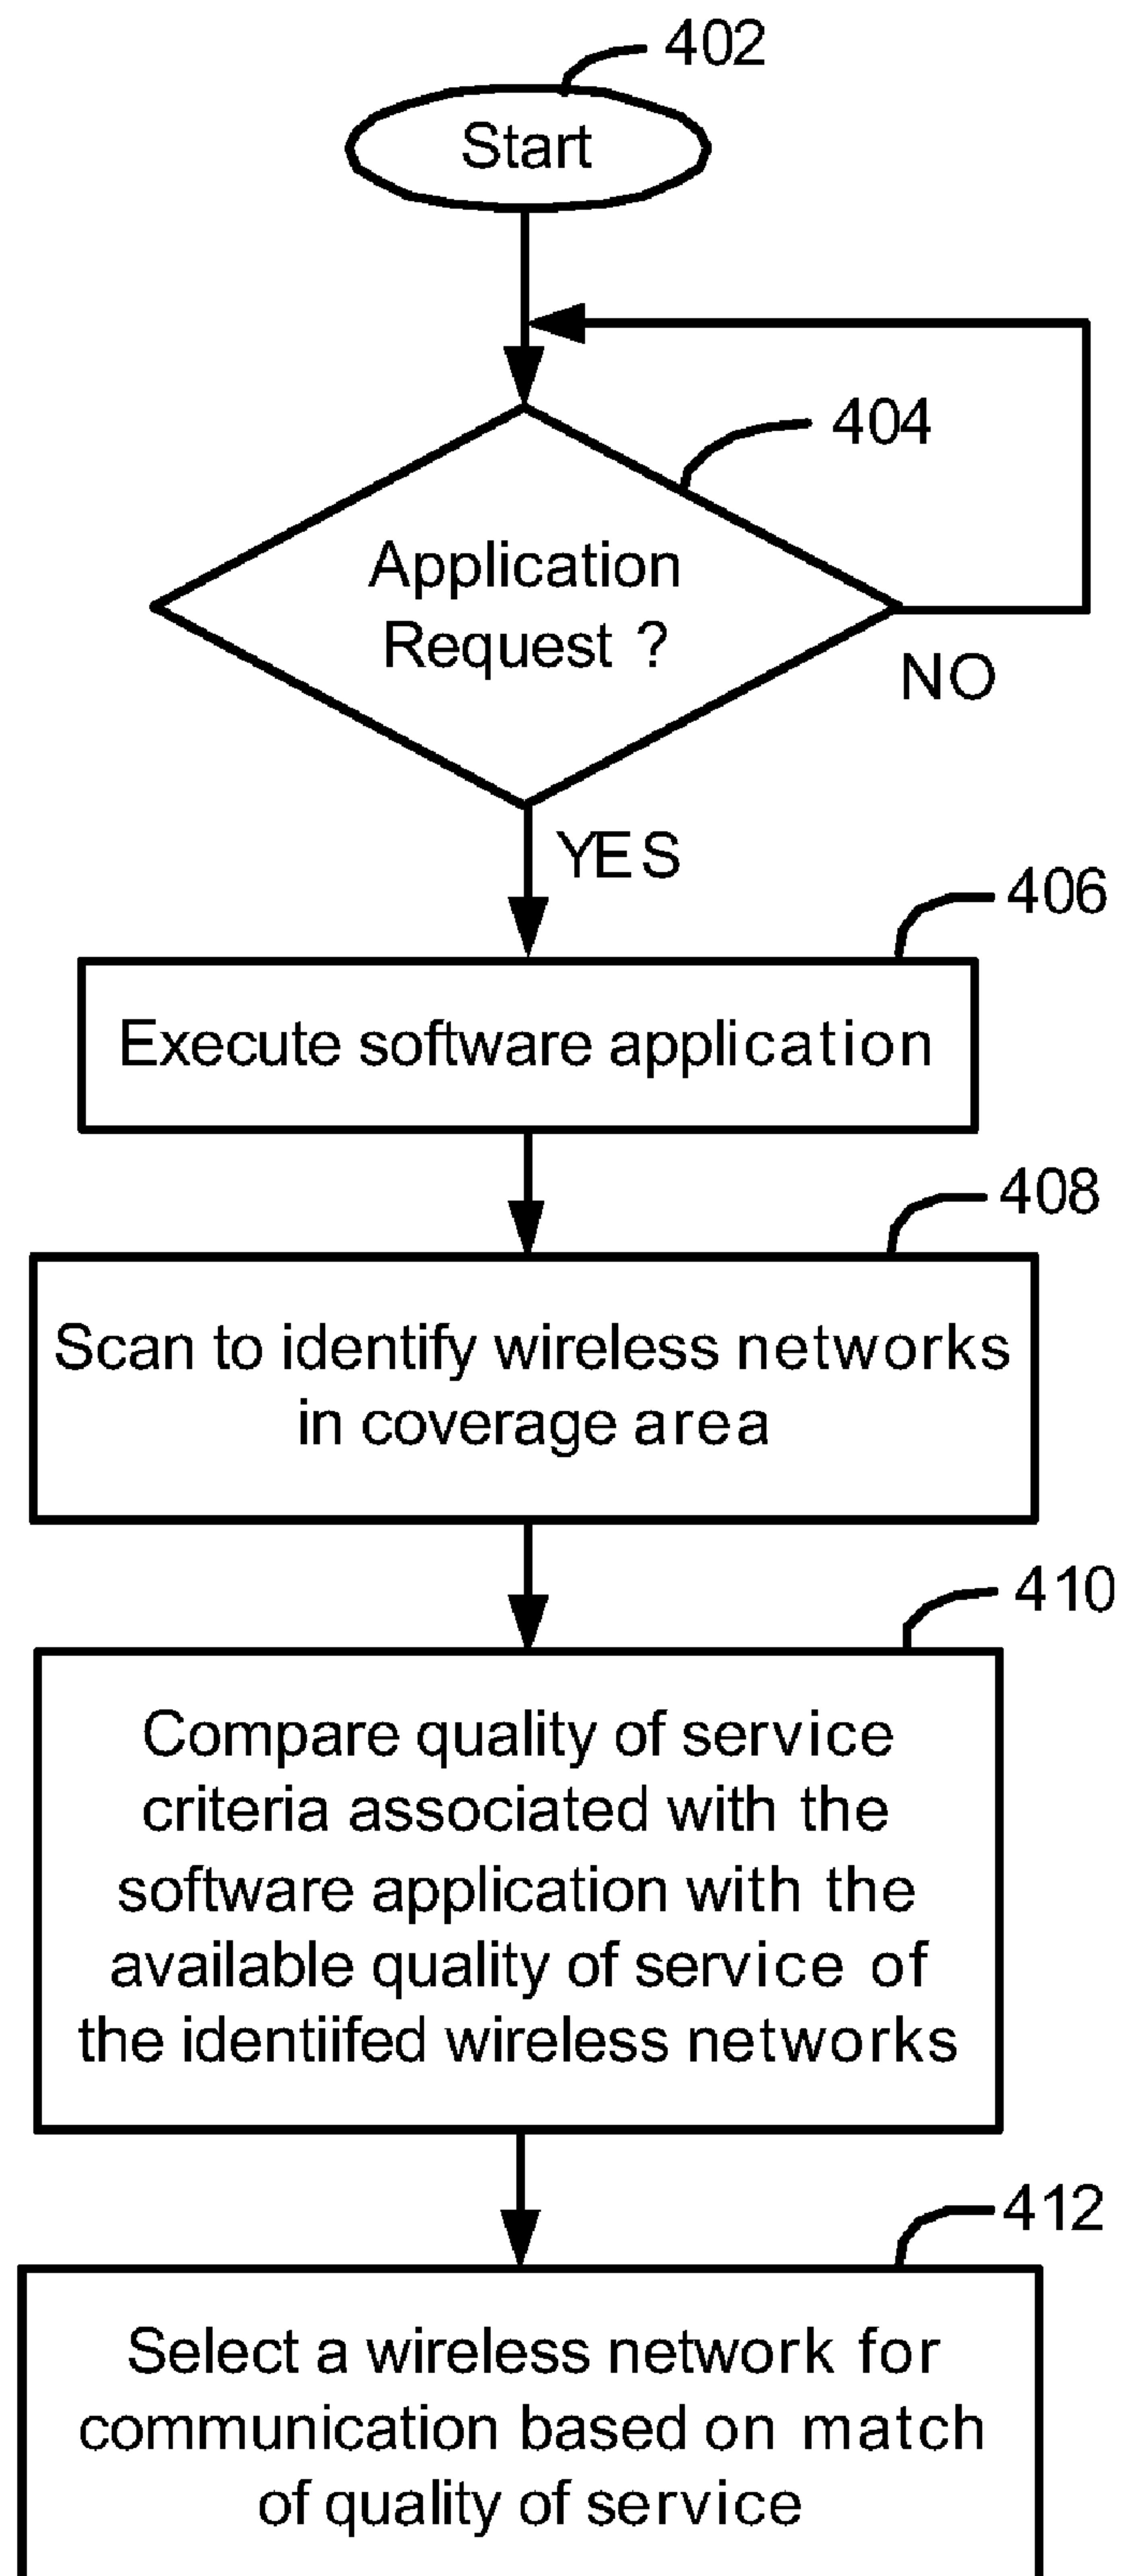 402
Start
404
Application
Request ?
NO
YES
406
Execute software application
408
Scan to identify wireless networks
in coverage area
410
Compare quality of service
criteria associated with the
software application with the
available quality of service of
the identiifed wireless networks
412
Select a wireless network for
communication based on match
of quality of service